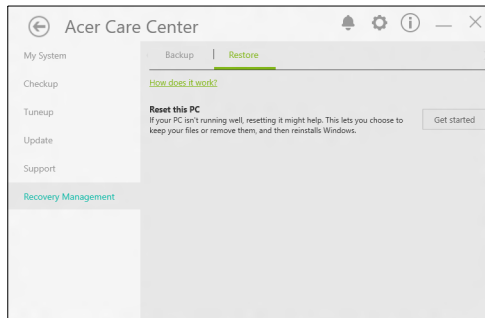 Acer Care Center
My System
Checkup
Tuneup
Update
Support
Recovery Management
Backup
Restore
How does it work?
Reset this PC
If your PC isn't running well, resetting it might help. This lets you choose to
keep your files or remove them, and then reinstalls Windows.
Get started